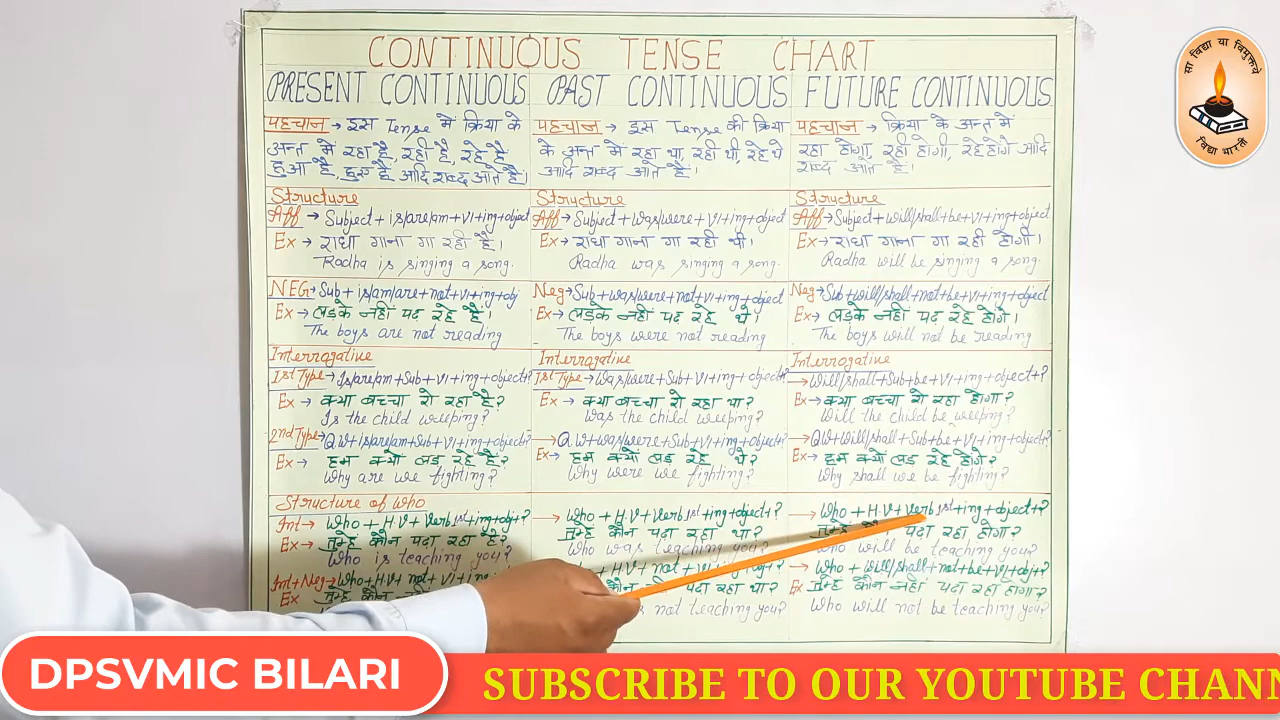 CONTINUOUS TENSE CHART
PRESENT CONTINUOUS
पहचान → इस Tense में क्रिया के
अन्त में रहा है, रही है, रहे है
हुआ है, हुए है, आदि शब्द आते हैं।
Structure
Aff → Subject+is/are/am+V1+ing+object
Ex → राधा गाना गा रही है।
Radha is singing a song.
NEG → Sub+is/am/are+not+V1+ing+obj
Ex → लड़के नहीं पढ़ रहे है।
The boys are not reading
Interrogative
1st Type → Is/are/am+Sub+V1+ing+object+?
Ex → क्या बच्चा रो रहा है?
Is the child weeping?
2nd Type → QW+is/are/am+Sub+V1+ing+object?
Ex → हम क्यों लड़ रहे है?
Why are we fighting?
Structure of Who
Int → Who+H.V+Verb1st+ing+obj+?
Ex → तुम्हे कौन पढ़ा रहा है?
Who is teaching you?
Int+Neg → Who+H.V+not+V1+ing
Ex तुम्हे कौन
PAST CONTINUOUS
पहचान → इस Tense की क्रिया
के अन्त में रहा था, रही थी, रहे थे
आदि शब्द आते हैं।
Structure
Aff → Subject+was/were+V1+ing+object
Ex → राधा गाना गा रही थी।
Radha was singing a song.
Neg → Sub+was/were+not+V1+ing+object
Ex → लड़के नहीं पढ़ रहे थे
The boys were not reading
Interrogative
1st Type → Was/were+Sub+V1+ing+object+?
Ex → क्या बच्चा रो रहा था?
Was the child weeping?
→ QW+was/were+Sub+V1+ing+object+?
Ex → हम क्यों लड़ रहे थे?
Why were we fighting?
→ Who+H.V+Verb1st+ing+object+?
तुम्हे कौन पढ़ा रहा था?
Who was teaching you?
H.V+not+V1+ing+obj+?
कौन पढ़ा रहा था?
not teaching you?
FUTURE CONTINUOUS
पहचान → क्रिया के अन्त में
रहा होगा, रही होगी, रहे होगे आदि
शब्द आते हैं।
Structure
Aff → Subject+will/shall+be+V1+ing+object
Ex → राधा गाना गा रही होगी।
Radha will be singing a song.
Neg → Sub+will/shall+not+be+V1+ing+object
Ex → लड़के नहीं पढ़ रहे होगे।
The boys will not be reading
Interrogative
→ Will/shall+Sub+be+V1+ing+object+?
Ex → क्या बच्चा रो रहा होगा?
Will the child be weeping?
→ QW+will/shall+Sub+be+V1+ing+object+?
Ex → हम क्यों लड़ रहे होगे?
Why shall we be fighting?
→ Who+H.V+Verb1st+ing+object+?
तुम्हे पढ़ा रहा होगा?
Who will be teaching you?
→ Who+will/shall+not+be+V1+ing+obj+?
Ex तुम्हे कौन नहीं पढ़ा रहा होगा?
Who will not be teaching you?
सा विद्या या विमुक्तये
विद्या भारती
DPSVMIC BILARI
SUBSCRIBE TO OUR YOUTUBE CHANN